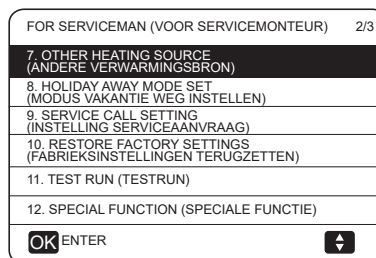 FOR SERVICEMAN (VOOR SERVICEMONTEUR) 2/3
7. OTHER HEATING SOURCE
(ANDERE VERWARMINGSBRON)
8. HOLIDAY AWAY MODE SET
(MODUS VAKANTIE WEG INSTELLEN)
9. SERVICE CALL SETTING
(INSTELLING SERVICEAANVRAAG)
10. RESTORE FACTORY SETTINGS
(FABRIEKSINSTELLINGEN TERUGZETTEN)
11. TEST RUN (TESTRUN)
12. SPECIAL FUNCTION (SPECIALE FUNCTIE)
OK ENTER